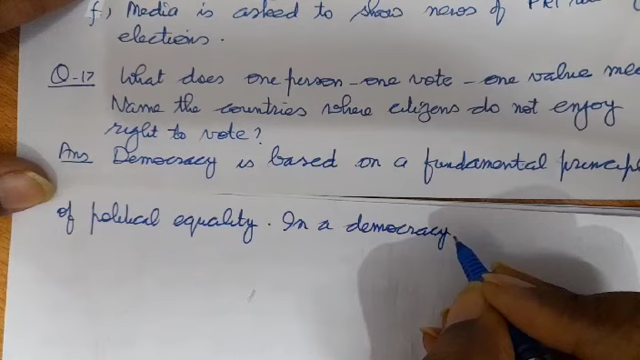 f, Media is asked to show news of
elections.
Q-17 What does one person-one vote-one value
Name the countries where citizens do not enjoy
right to vote?
Ans Democracy is based on a fundamental
of political equality. In a democracy